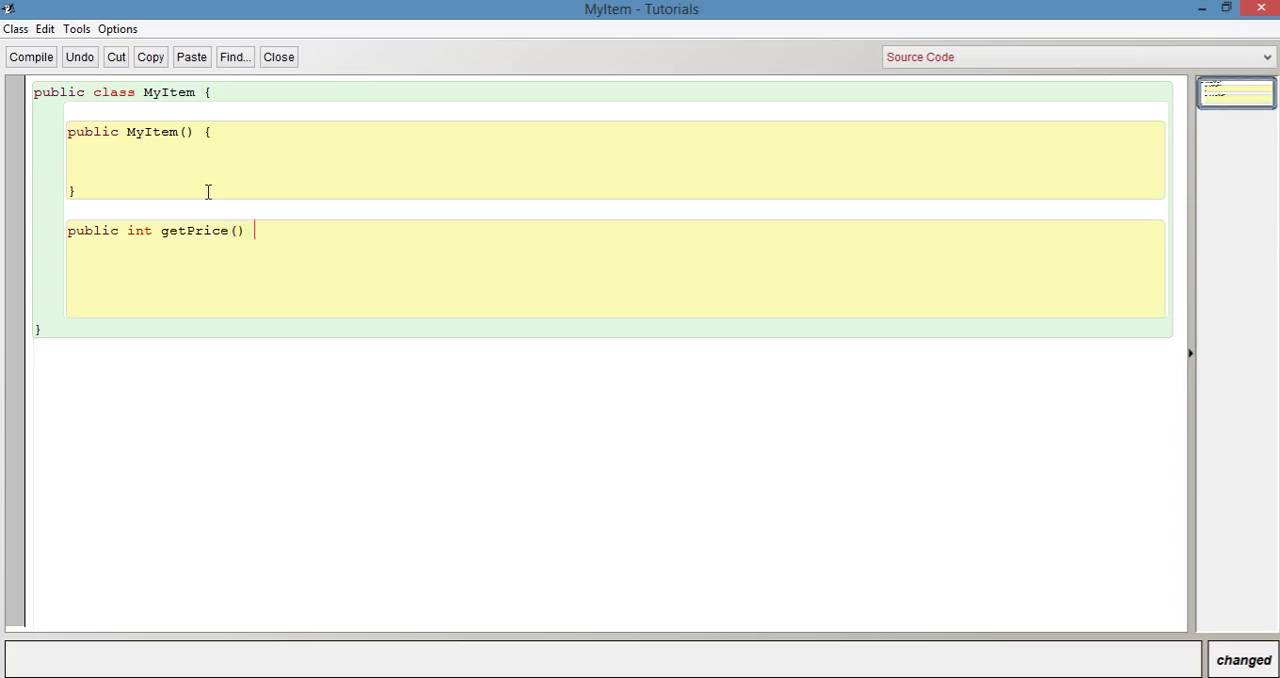 MyItem - Tutorials
Class Edit Tools Options
Compile Undo Cut Copy Paste Find... Close Source Code
public class MyItem {
public MyItem() {
}
public int getPrice()
}
changed